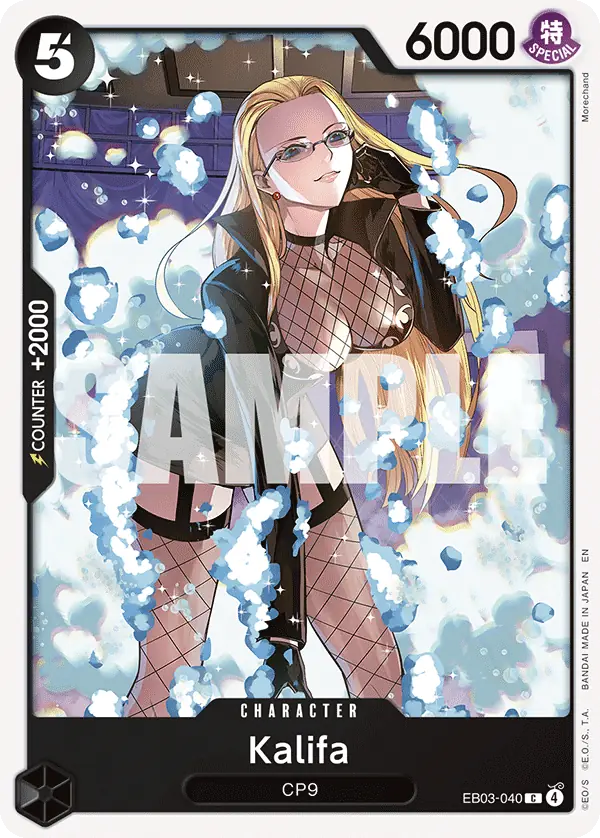 5
6000
特
SPECIAL
Morechand
COUNTER +2000
SAMPLE
BANDAI MADE IN JAPAN EN
©E.O./S., T.A.
©EO/S
CHARACTER
Kalifa
CP9
EB03-040 C 4